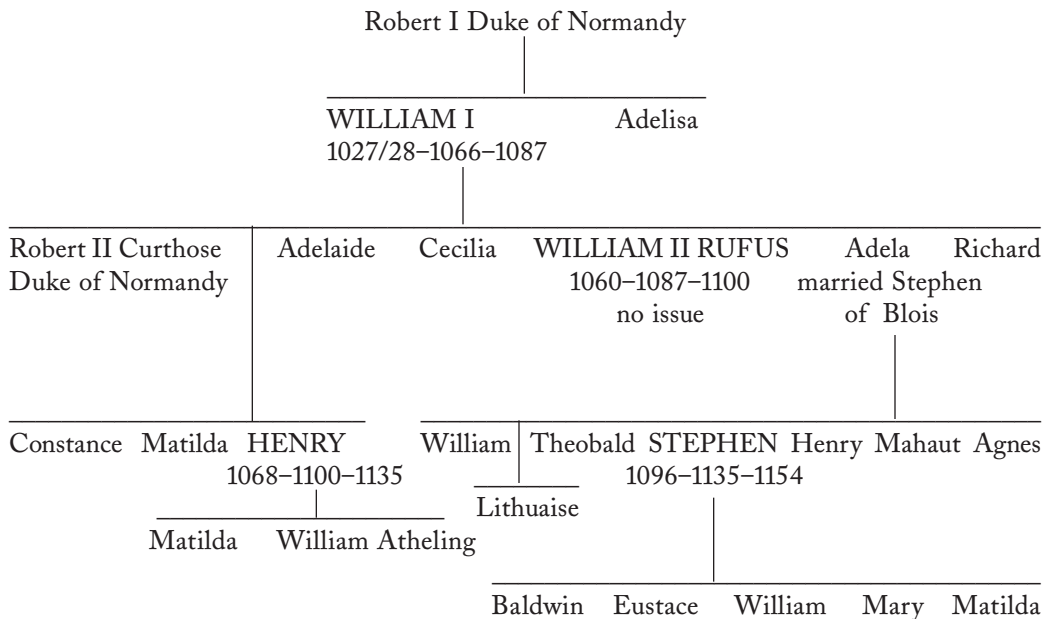 Robert I Duke of Normandy
WILLIAM I Adelisa
1027/28–1066–1087
Robert II Curthose Adelaide Cecilia WILLIAM II RUFUS Adela Richard
Duke of Normandy 1060–1087–1100 married Stephen
no issue of Blois
Constance Matilda HENRY William Theobald STEPHEN Henry Mahaut Agnes
1068–1100–1135 1096–1135–1154
Lithuaise
Matilda William Atheling
Baldwin Eustace William Mary Matilda